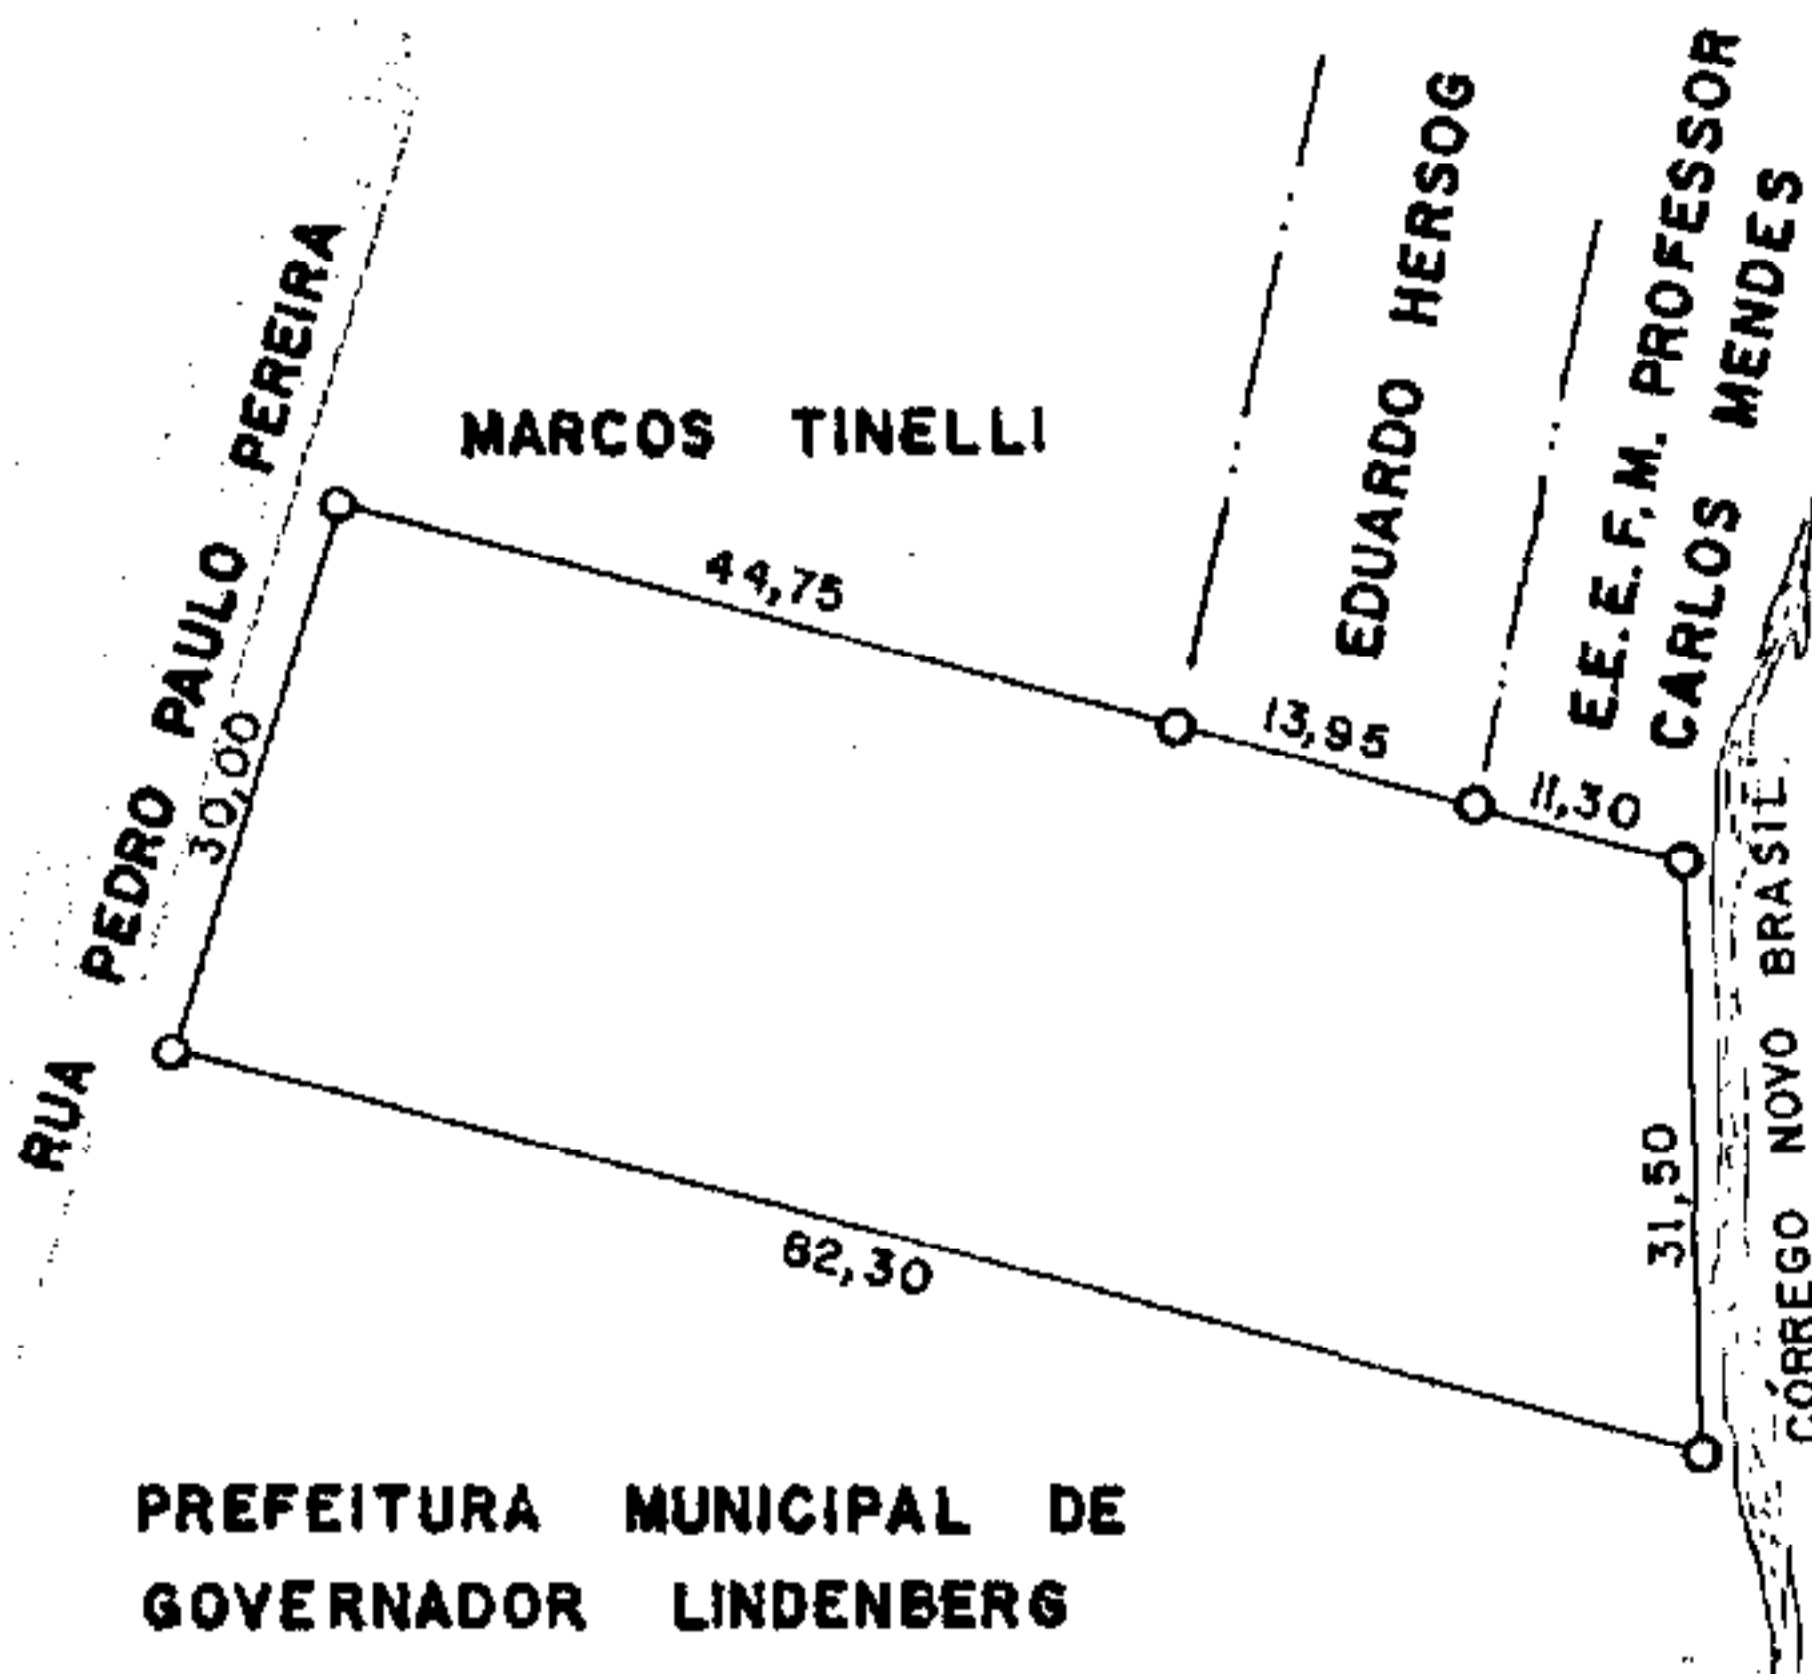 RUA PEDRO PAULO PEREIRA
30,00
MARCOS TINELLI
44,75
EDUARDO HERSOG
13,95
E.E.E.F.M. PROFESSOR
CARLOS MENDES
11,30
31,50
CÓRREGO NOVO BRASIL
82,30
PREFEITURA MUNICIPAL DE
GOVERNADOR LINDENBERG